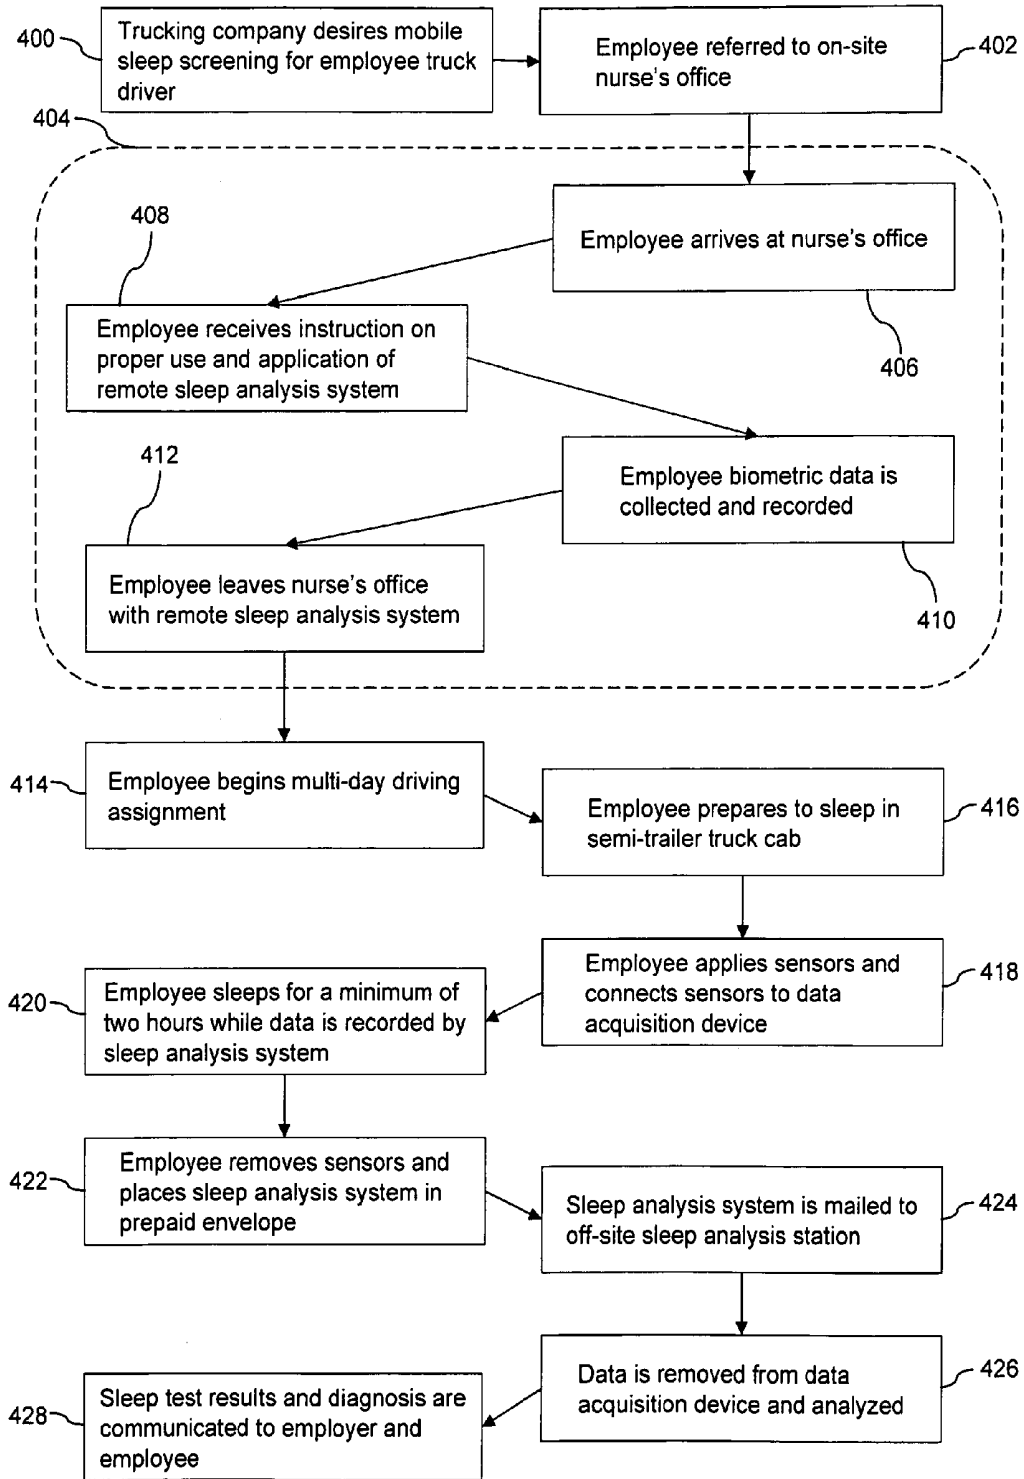 400
Trucking company desires mobile
sleep screening for employee truck
driver
Employee referred to on-site
nurse's office
402
404
Employee arrives at nurse's office
406
408
Employee receives instruction on
proper use and application of
remote sleep analysis system
Employee biometric data is
collected and recorded
410
412
Employee leaves nurse's office
with remote sleep analysis system
414
Employee begins multi-day driving
assignment
Employee prepares to sleep in
semi-trailer truck cab
416
Employee applies sensors and
connects sensors to data
acquisition device
418
420
Employee sleeps for a minimum of
two hours while data is recorded by
sleep analysis system
422
Employee removes sensors and
places sleep analysis system in
prepaid envelope
Sleep analysis system is mailed to
off-site sleep analysis station
424
Data is removed from data
acquisition device and analyzed
426
428
Sleep test results and diagnosis are
communicated to employer and
employee